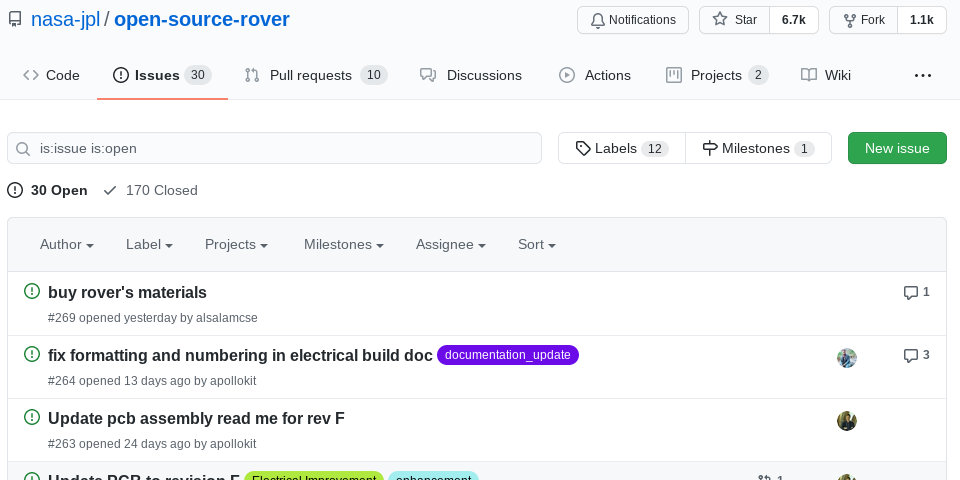 nasa-jpl / open-source-rover Notifications Star 6.7k Fork 1.1k
Code Issues 30 Pull requests 10 Discussions Actions Projects 2 Wiki ...
is:issue is:open Labels 12 Milestones 1 New issue
30 Open 170 Closed
Author Label Projects Milestones Assignee Sort
buy rover's materials 1
#269 opened yesterday by alsalamcse
fix formatting and numbering in electrical build doc documentation_update 3
#264 opened 13 days ago by apollokit
Update pcb assembly read me for rev F
#263 opened 24 days ago by apollokit
Update PCB to revision F Electrical Improvement enhancement 1